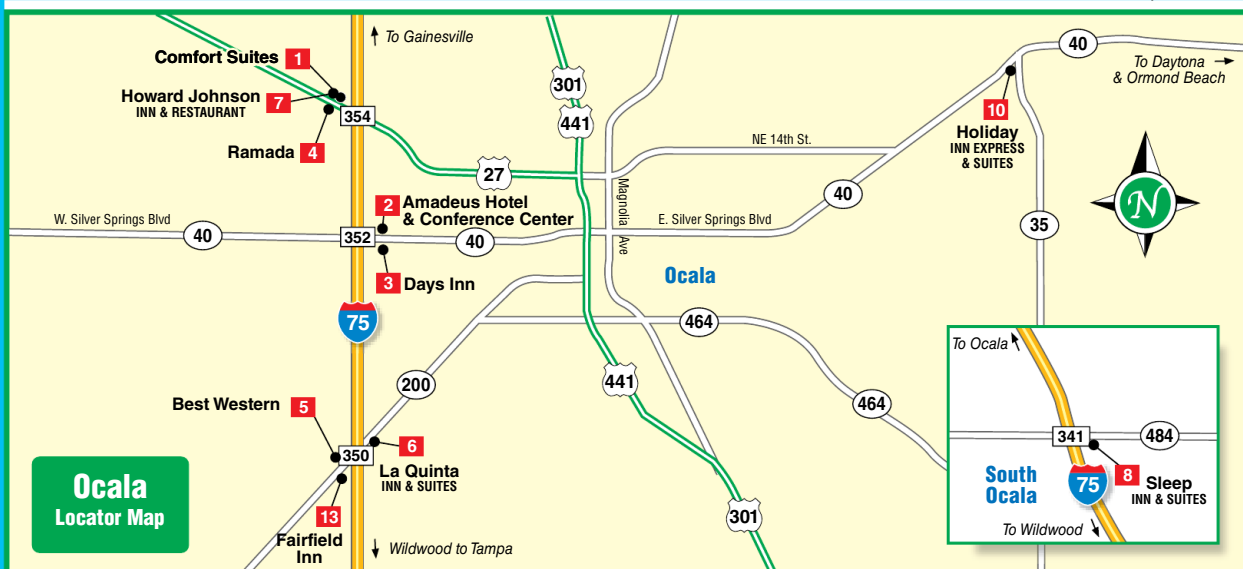 To Gainesville
Comfort Suites 1
301
40
To Daytona
& Ormond Beach
Howard Johnson 7
INN & RESTAURANT
354
441
10
Holiday
INN EXPRESS
& SUITES
Ramada 4
NE 14th St.
27
Magnolia Ave
40
N
2 Amadeus Hotel
& Conference Center
W. Silver Springs Blvd
E. Silver Springs Blvd
40
352
40
35
3 Days Inn
Ocala
75
464
To Ocala
200
441
464
Best Western 5
6
La Quinta
INN & SUITES
350
341
484
8 Sleep
INN & SUITES
South
Ocala
75
To Wildwood
Ocala
Locator Map
13
Fairfield
Inn
301
Wildwood to Tampa